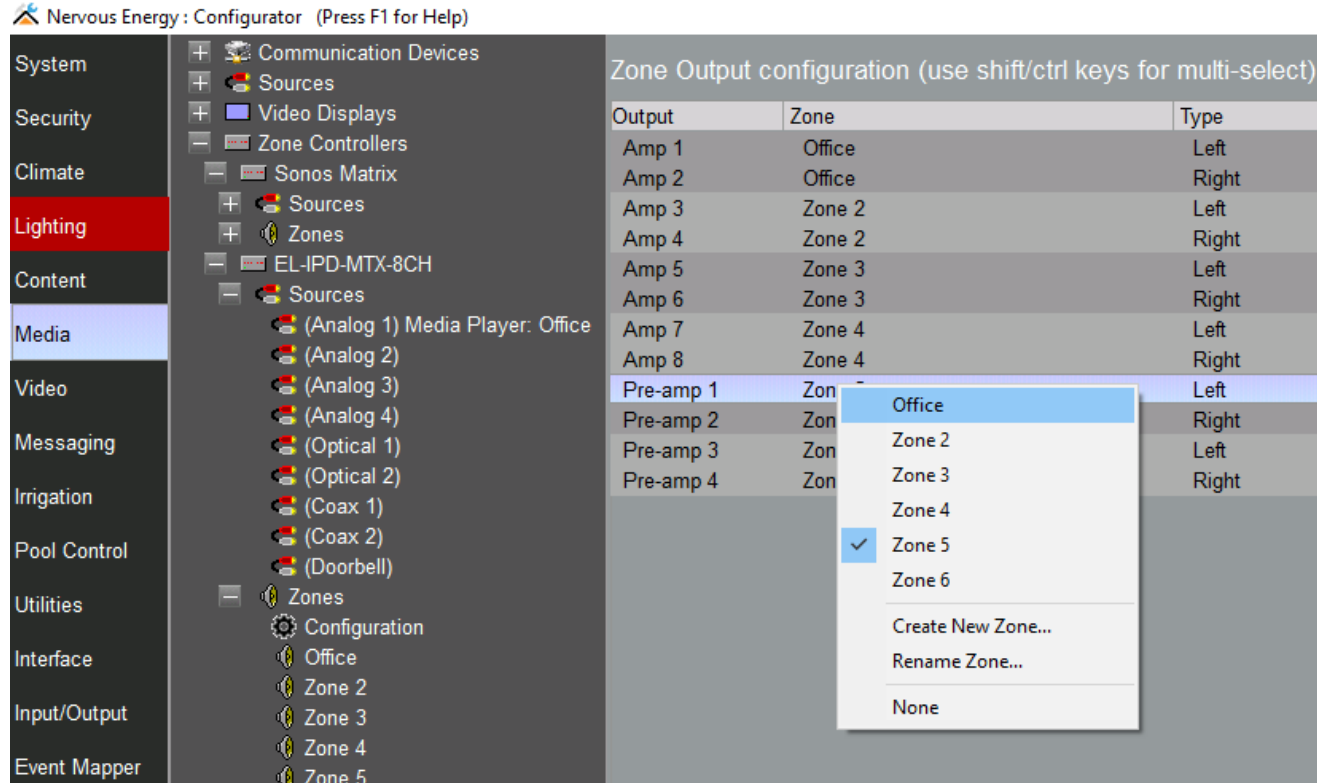 Nervous Energy : Configurator (Press F1 for Help)
System
Security
Climate
Lighting
Content
Media
Video
Messaging
Irrigation
Pool Control
Utilities
Interface
Input/Output
Event Mapper
Communication Devices
Sources
Video Displays
Zone Controllers
Sonos Matrix
Sources
Zones
EL-IPD-MTX-8CH
Sources
(Analog 1) Media Player: Office
(Analog 2)
(Analog 3)
(Analog 4)
(Optical 1)
(Optical 2)
(Coax 1)
(Coax 2)
(Doorbell)
Zones
Configuration
Office
Zone 2
Zone 3
Zone 4
Zone 5
Zone Output configuration (use shift/ctrl keys for multi-select)
Output Zone Type
Amp 1 Office Left
Amp 2 Office Right
Amp 3 Zone 2 Left
Amp 4 Zone 2 Right
Amp 5 Zone 3 Left
Amp 6 Zone 3 Right
Amp 7 Zone 4 Left
Amp 8 Zone 4 Right
Pre-amp 1 Left
Pre-amp 2 Right
Pre-amp 3 Left
Pre-amp 4 Right
Office
Zone 2
Zone 3
Zone 4
Zone 5
Zone 6
Create New Zone...
Rename Zone...
None